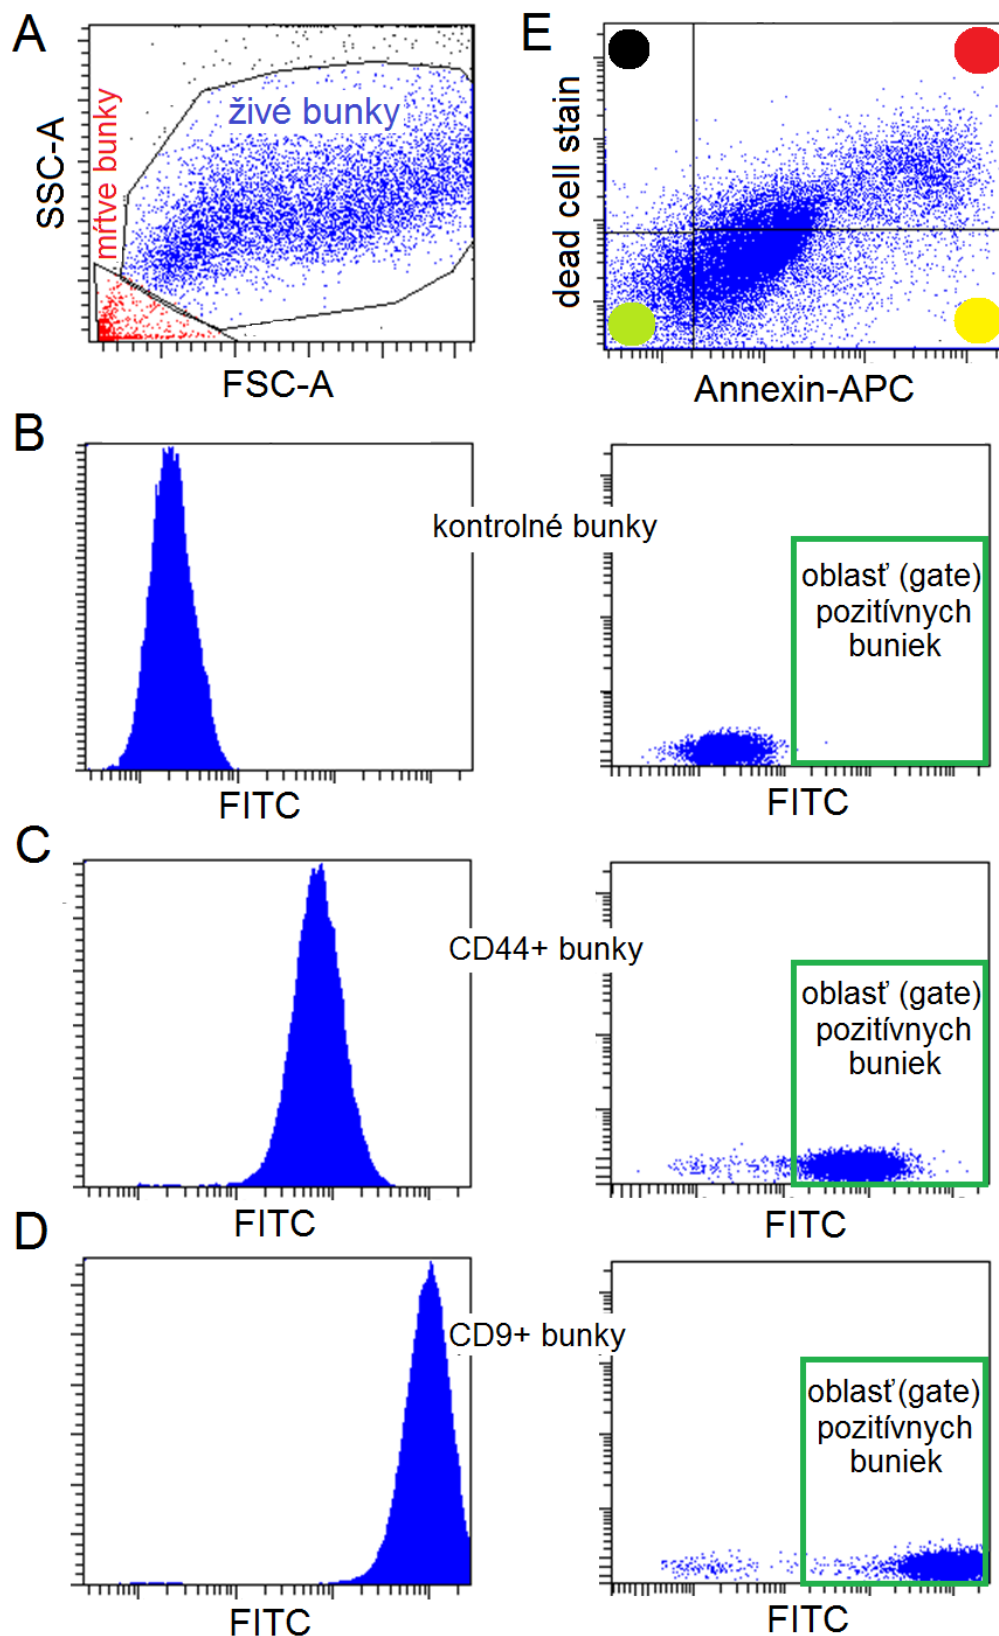 A
SSC-A
mŕtve bunky
živé bunky
FSC-A
E
dead cell stain
Annexin-APC
B
kontrolné bunky
FITC
oblasť (gate)
pozitívnych
buniek
FITC
C
CD44+ bunky
FITC
oblasť (gate)
pozitívnych
buniek
FITC
D
CD9+ bunky
FITC
oblasť (gate)
pozitívnych
buniek
FITC